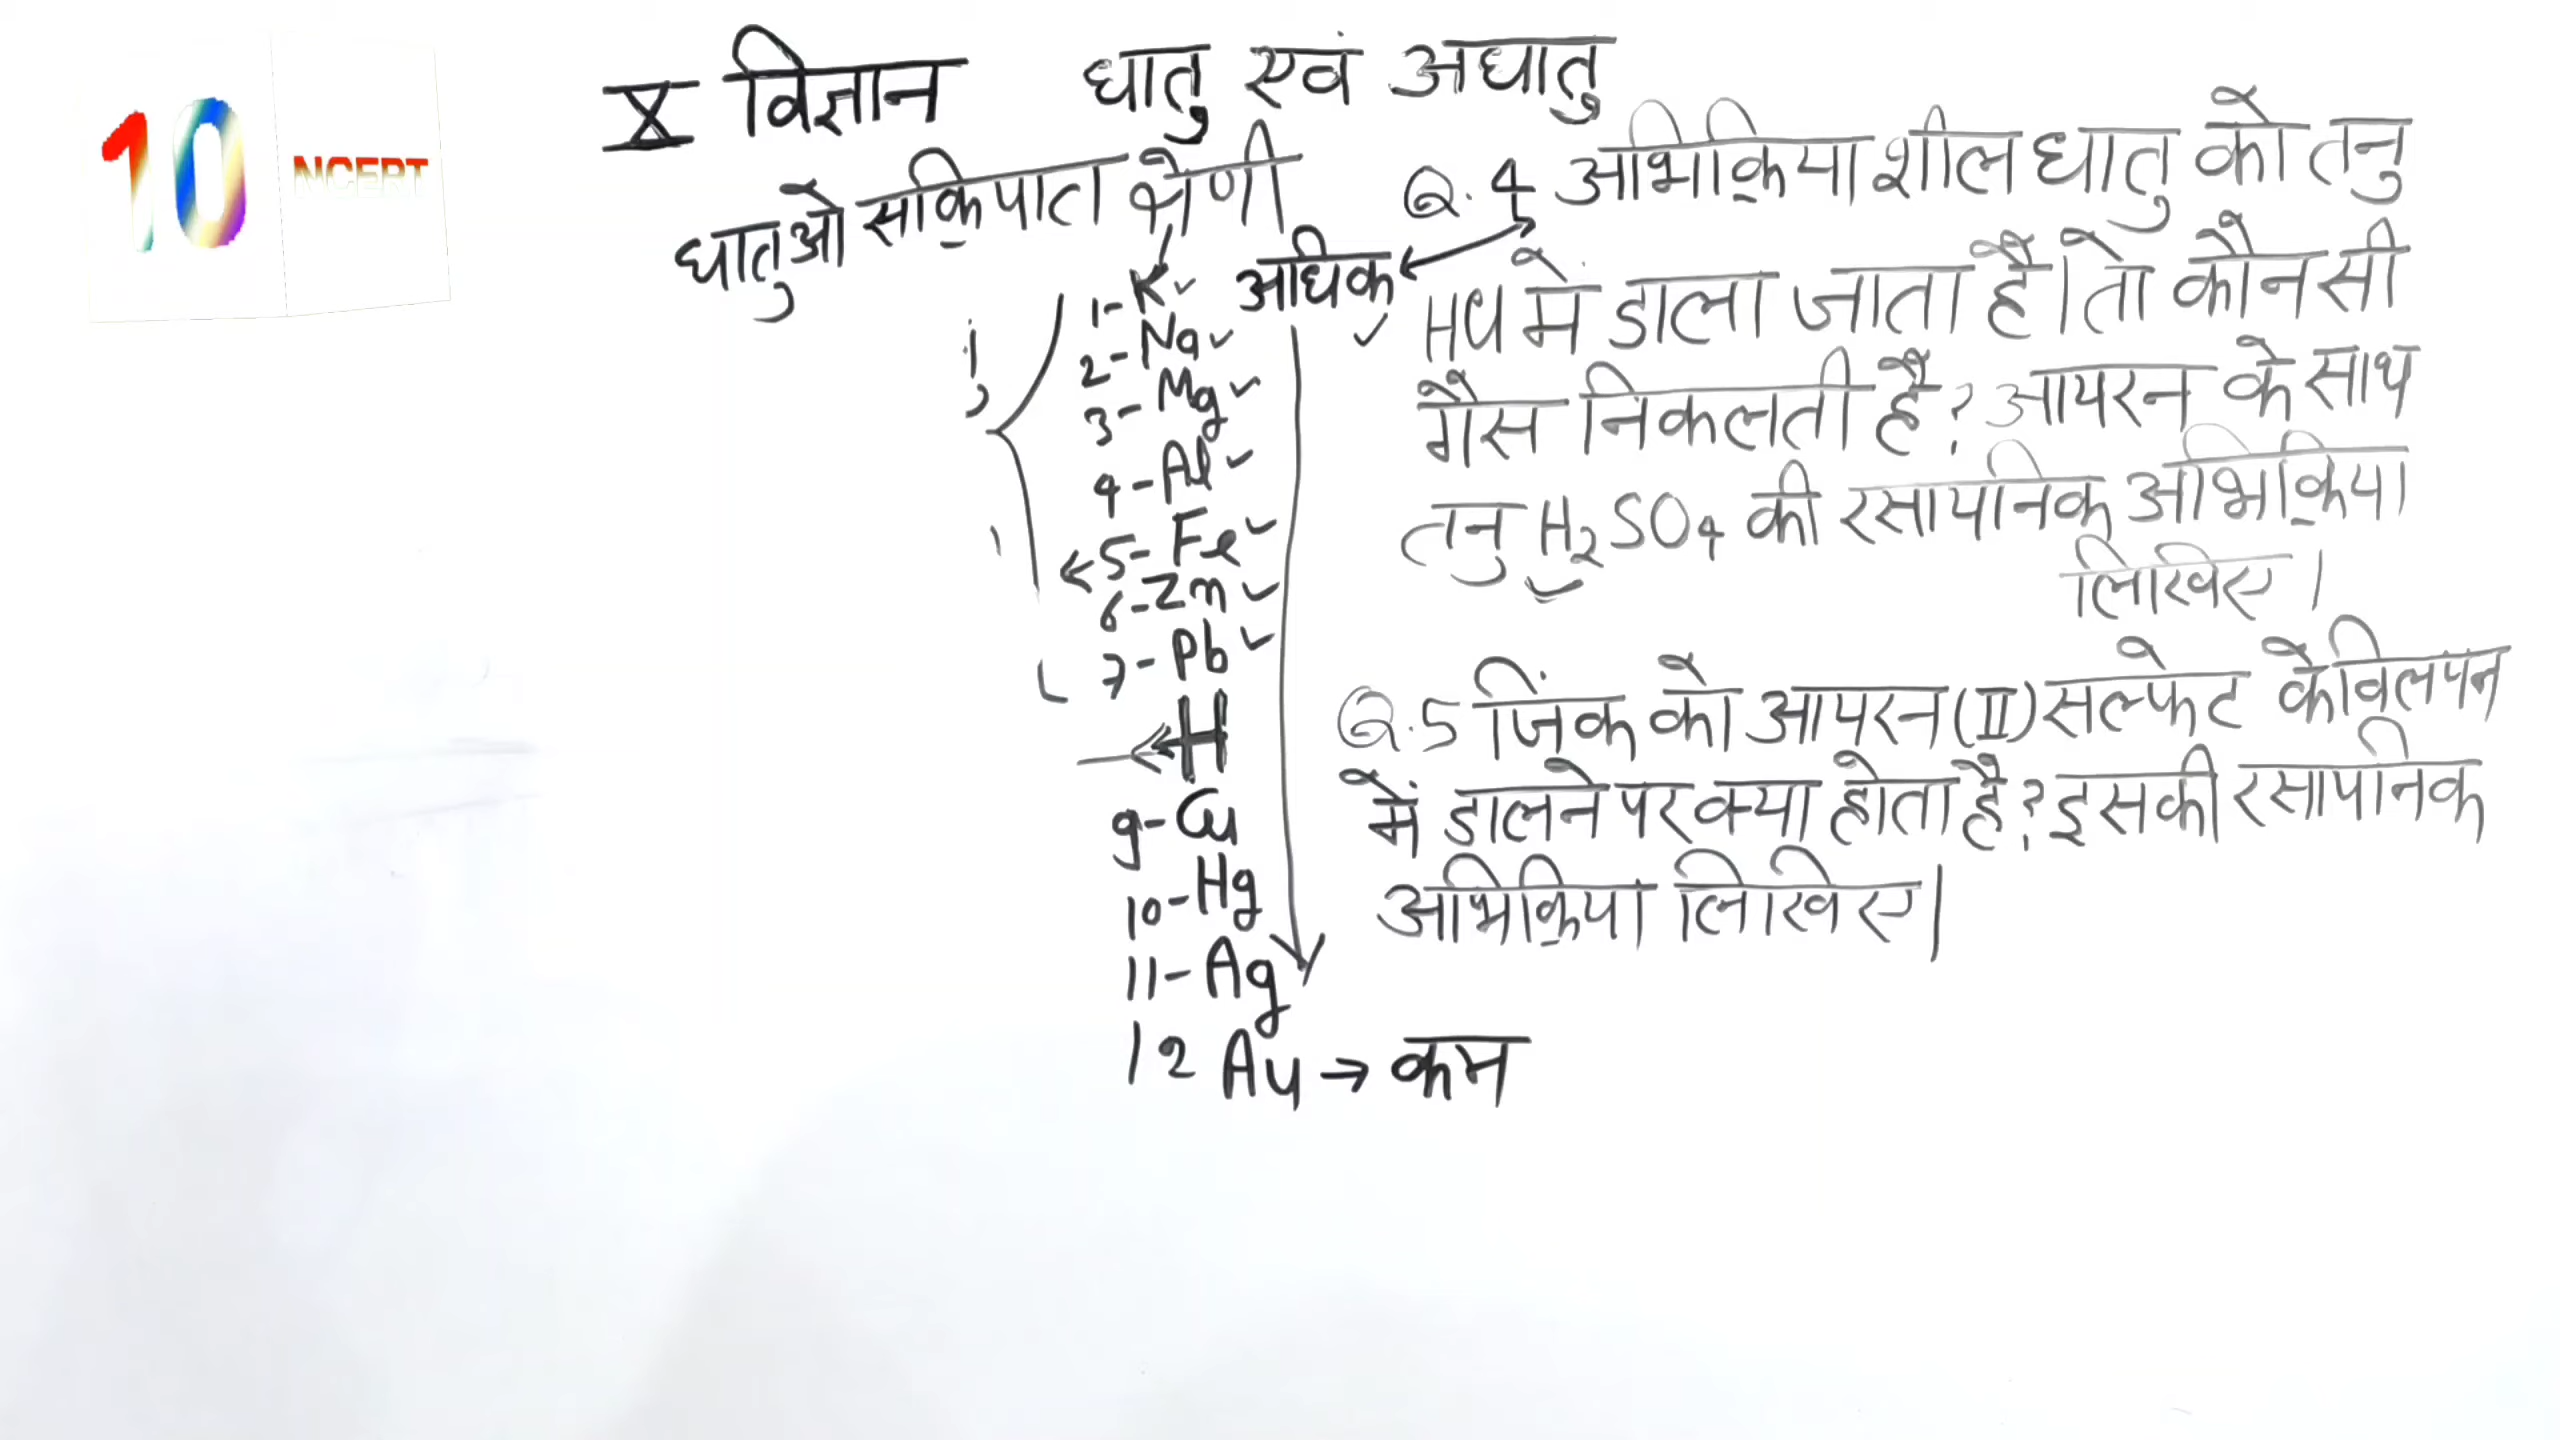 10 NCERT
X विज्ञान धातु एवं अधातु
धातुओ सक्रियाता श्रेणी
1- K अधिक
2- Na
3- Mg
4- Al
5- Fe
6- Zn
7- Pb
H
9- Cu
10- Hg
11- Ag
12 Au → कम
Q.4 अभिक्रियाशील धातु को तनु
HCl में डाला जाता है। तो कौन सी
गैस निकलती है? आयरन के साथ
तनु H₂SO₄ की रसायनिक अभिक्रिया
लिखिए।
Q.5 जिंक को आयरन (II) सल्फेट के विलयन
में डालने पर क्या होता है? इसकी रसायनिक
अभिक्रिया लिखिए।